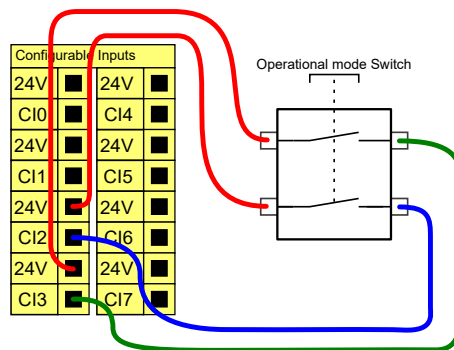 Configurable Inputs
Operational mode Switch
24V 24V
CI0 CI4
24V 24V
CI1 CI5
24V 24V
CI2 CI6
24V 24V
CI3 CI7